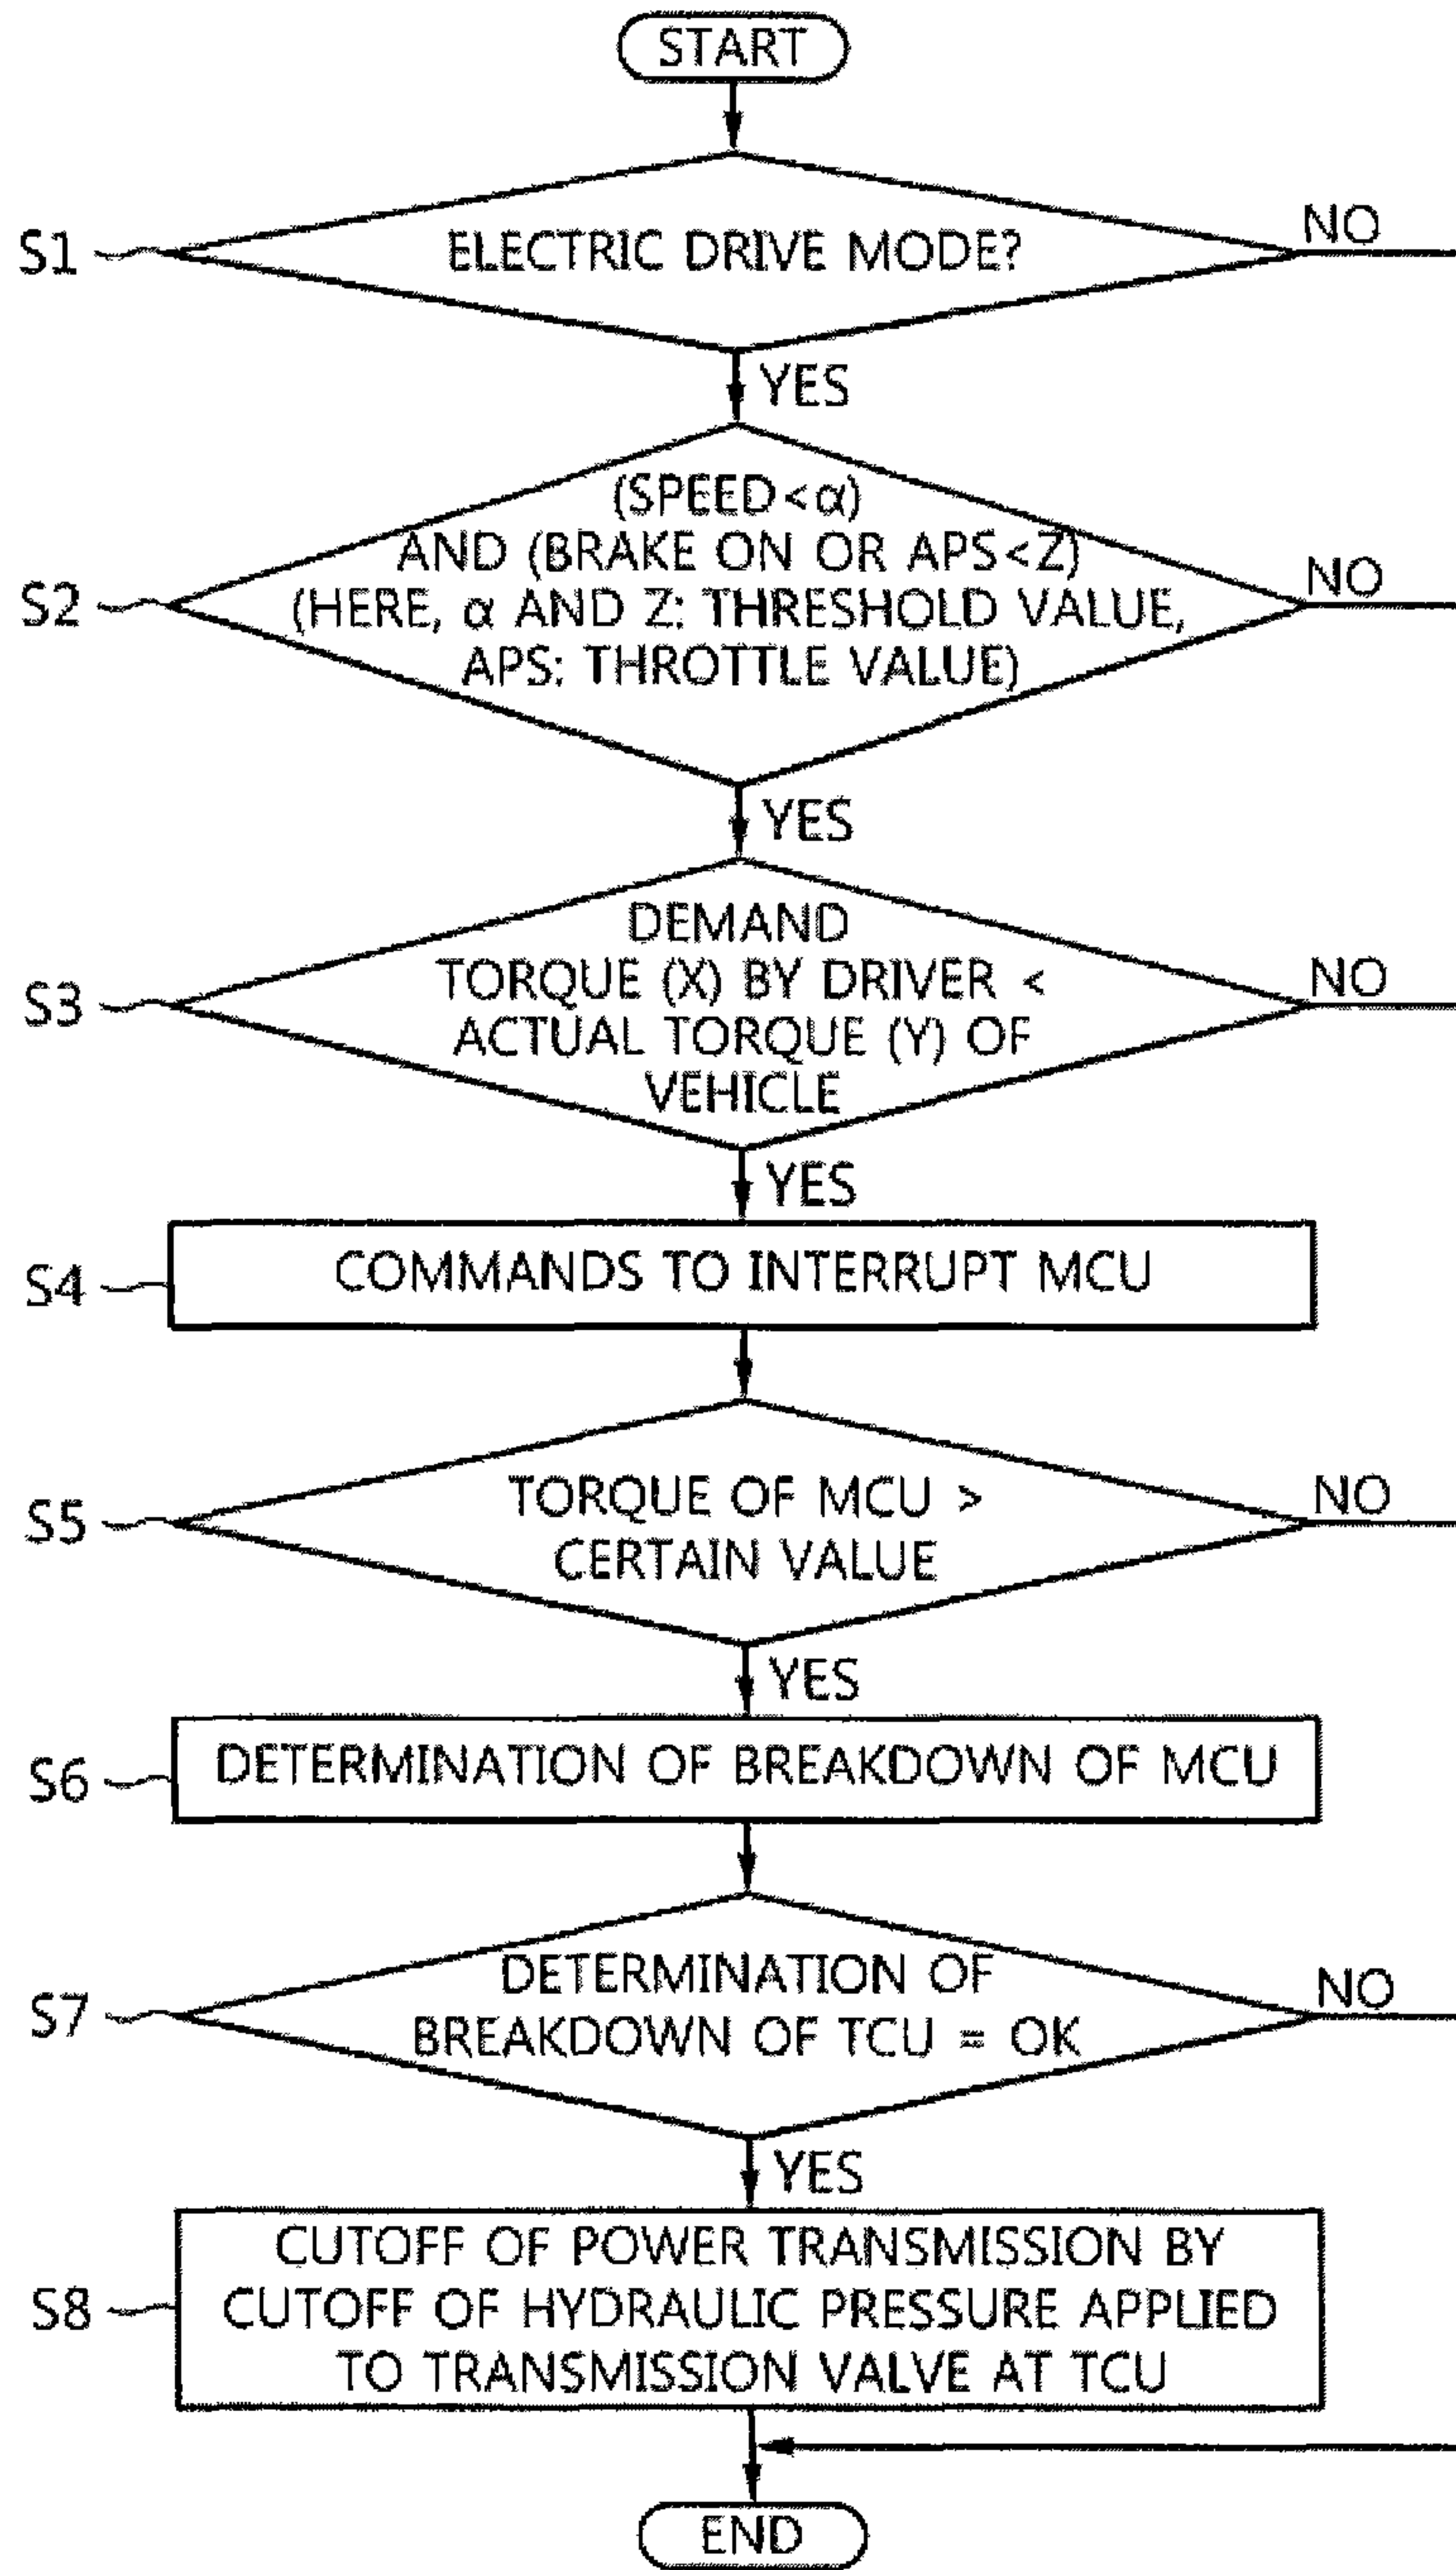 START
S1
ELECTRIC DRIVE MODE?
NO
YES
S2
(SPEED<α)
AND (BRAKE ON OR APS<Z)
(HERE, α AND Z: THRESHOLD VALUE,
APS: THROTTLE VALUE)
NO
YES
S3
DEMAND
TORQUE (X) BY DRIVER <
ACTUAL TORQUE (Y) OF
VEHICLE
NO
YES
S4
COMMANDS TO INTERRUPT MCU
S5
TORQUE OF MCU >
CERTAIN VALUE
NO
YES
S6
DETERMINATION OF BREAKDOWN OF MCU
S7
DETERMINATION OF
BREAKDOWN OF TCU = OK
NO
YES
S8
CUTOFF OF POWER TRANSMISSION BY
CUTOFF OF HYDRAULIC PRESSURE APPLIED
TO TRANSMISSION VALVE AT TCU
END